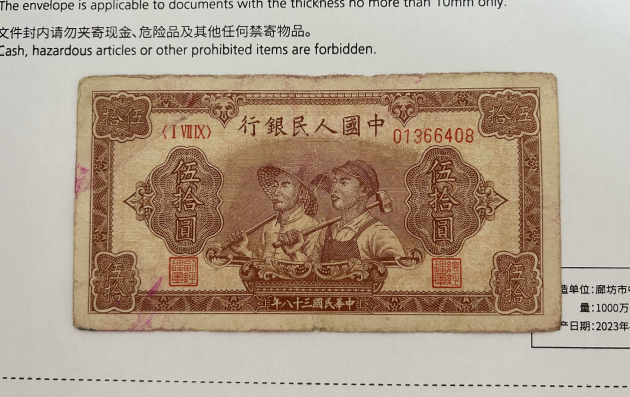 The envelope is applicable to documents with the thickness no more than 10mm only.
文件封内请勿夹寄现金、危险品及其他任何禁寄物品。
Cash, hazardous articles or other prohibited items are forbidden.
拾伍
伍拾
行銀民人國中
〈I VII IX〉
01366408
伍拾圓
伍拾圓
伍拾
伍拾
年八十三國民華中
造单位:廊坊市
量:1000万
产日期:2023年